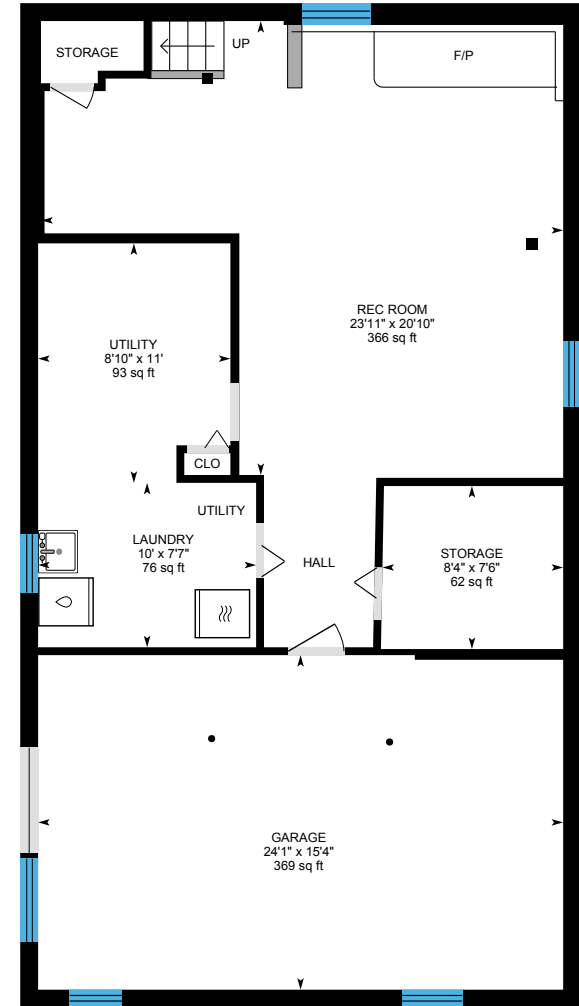 STORAGE
UP
F/P
REC ROOM
23'11" x 20'10"
366 sq ft
UTILITY
8'10" x 11'
93 sq ft
CLO
UTILITY
LAUNDRY
10' x 7'7"
76 sq ft
HALL
STORAGE
8'4" x 7'6"
62 sq ft
GARAGE
24'1" x 15'4"
369 sq ft